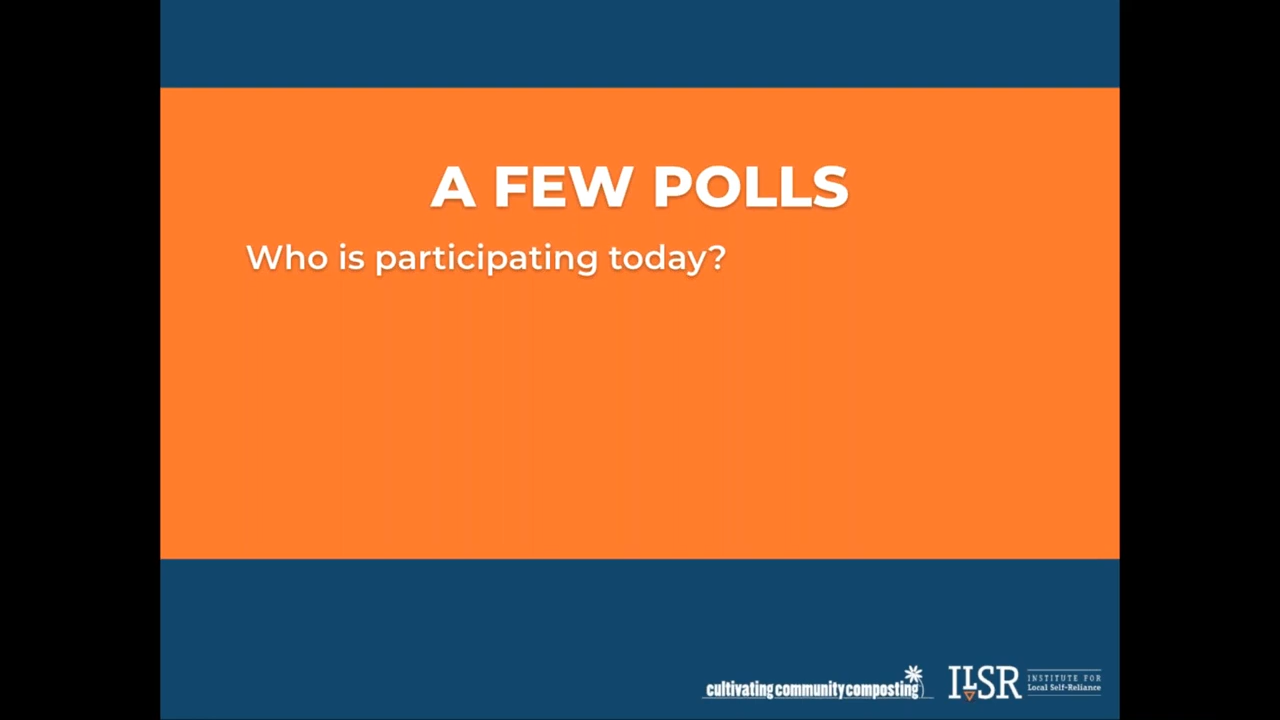 A FEW POLLS
Who is participating today?
cultivating community composting
ILSR
INSTITUTE FOR
Local Self-Reliance